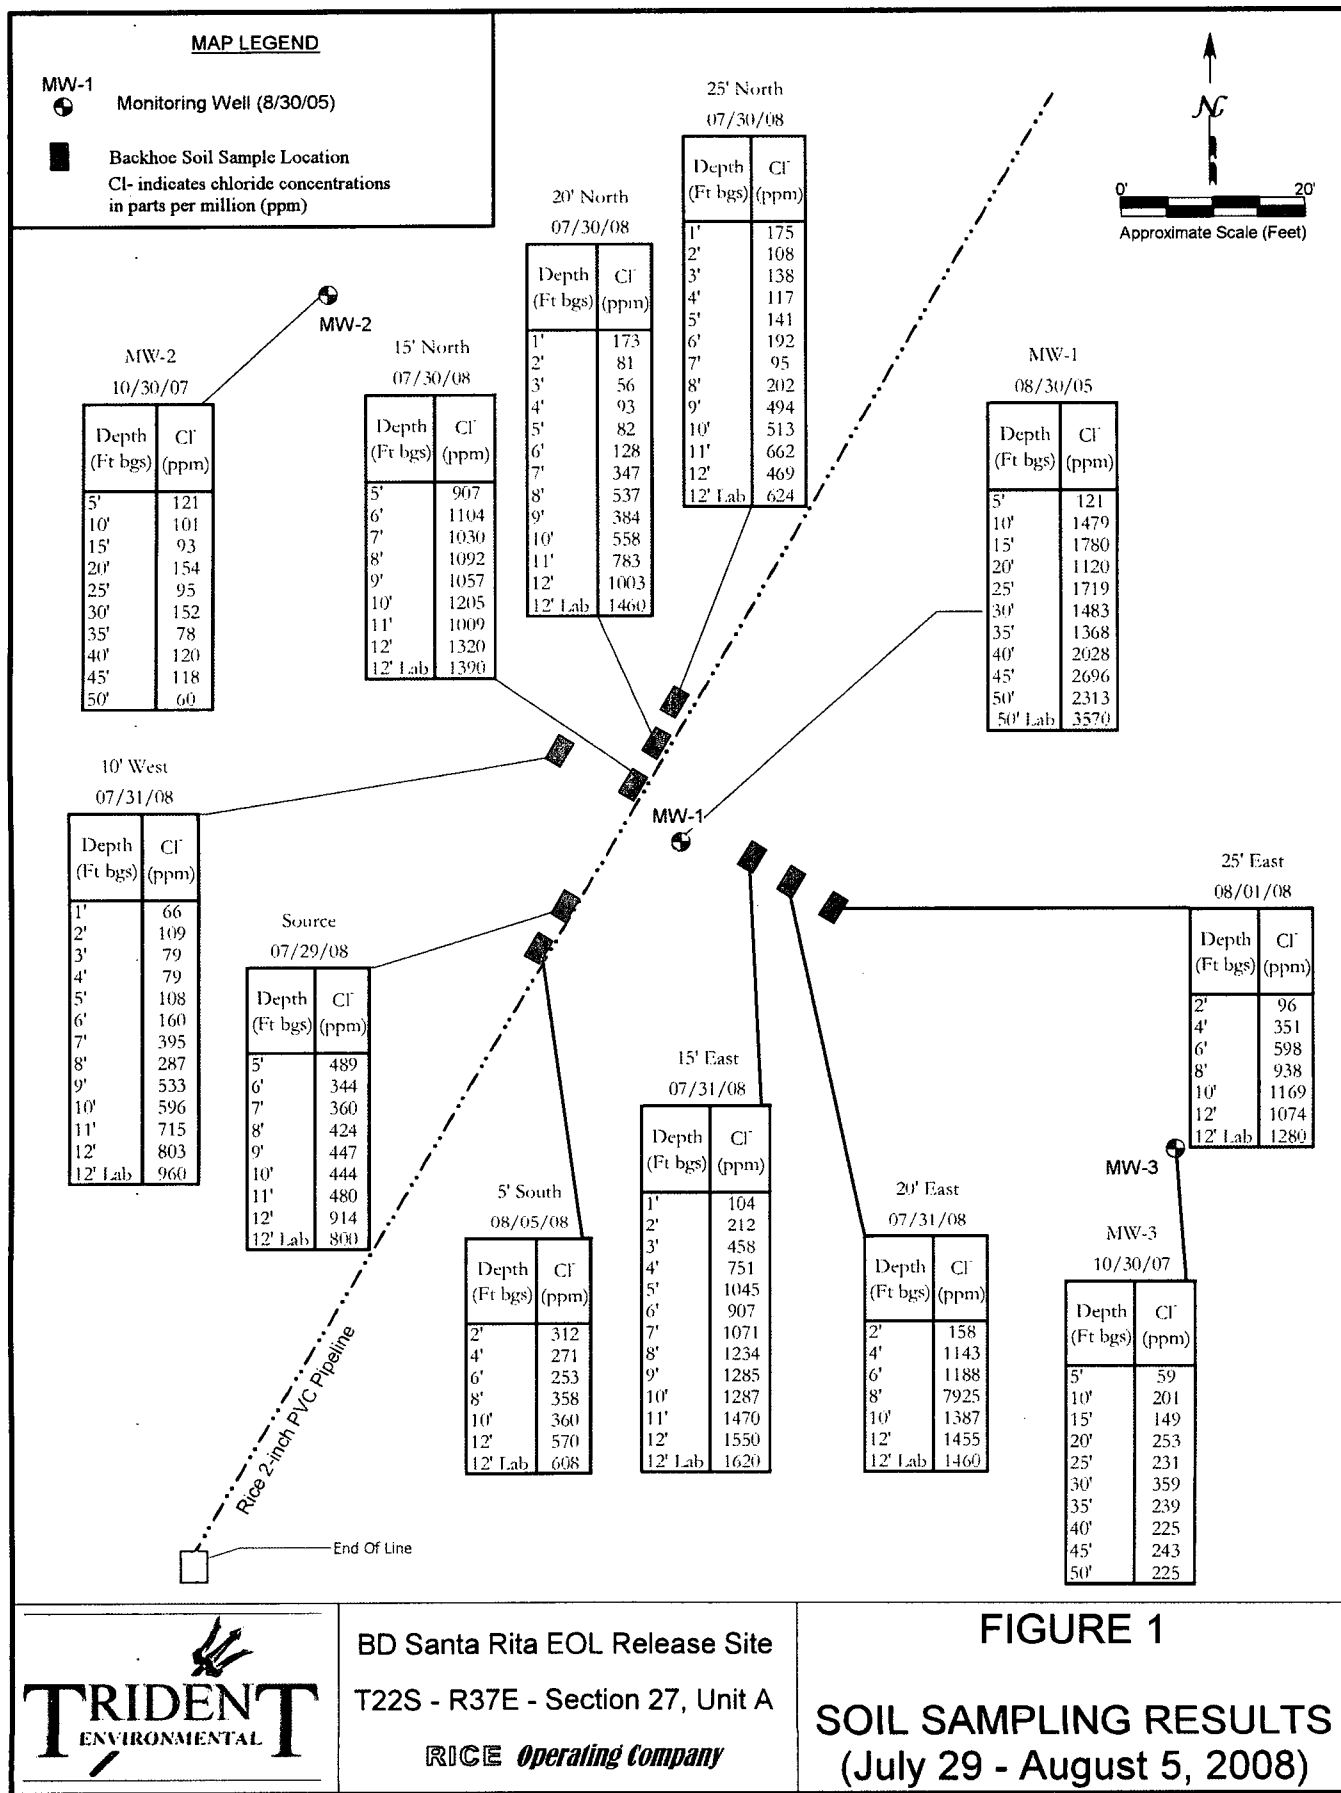 MAP LEGEND
MW-1
Monitoring Well (8/30/05)
Backhoe Soil Sample Location
Cl- indicates chloride concentrations
in parts per million (ppm)
N
0' 20'
Approximate Scale (Feet)
25' North
07/30/08
Depth (Ft bgs) Cl⁻ (ppm)
1' 175
2' 108
3' 138
4' 117
5' 141
6' 192
7' 95
8' 202
9' 494
10' 513
11' 662
12' 469
12' Lab 624
20' North
07/30/08
Depth (Ft bgs) Cl⁻ (ppm)
1' 173
2' 81
3' 56
4' 93
5' 82
6' 128
7' 347
8' 537
9' 384
10' 558
11' 783
12' 1003
12' Lab 1460
MW-2
MW-2
10/30/07
Depth (Ft bgs) Cl⁻ (ppm)
5' 121
10' 101
15' 93
20' 154
25' 95
30' 152
35' 78
40' 120
45' 118
50' 60
15' North
07/30/08
Depth (Ft bgs) Cl⁻ (ppm)
5' 907
6' 1104
7' 1030
8' 1092
9' 1057
10' 1205
11' 1009
12' 1320
12' Lab 1390
MW-1
08/30/05
Depth (Ft bgs) Cl⁻ (ppm)
5' 121
10' 1479
15' 1780
20' 1120
25' 1719
30' 1483
35' 1368
40' 2028
45' 2696
50' 2313
50' Lab 3570
10' West
07/31/08
Depth (Ft bgs) Cl⁻ (ppm)
1' 66
2' 109
3' 79
4' 79
5' 108
6' 160
7' 395
8' 287
9' 533
10' 596
11' 715
12' 803
12' Lab 960
MW-1
Source
07/29/08
Depth (Ft bgs) Cl⁻ (ppm)
5' 489
6' 344
7' 360
8' 424
9' 447
10' 444
11' 480
12' 914
12' Lab 800
25' East
08/01/08
Depth (Ft bgs) Cl⁻ (ppm)
2' 96
4' 351
6' 598
8' 938
10' 1169
12' 1074
12' Lab 1280
15' East
07/31/08
Depth (Ft bgs) Cl⁻ (ppm)
1' 104
2' 212
3' 458
4' 751
5' 1045
6' 907
7' 1071
8' 1234
9' 1285
10' 1287
11' 1470
12' 1550
12' Lab 1620
5' South
08/05/08
Depth (Ft bgs) Cl⁻ (ppm)
2' 312
4' 271
6' 253
8' 358
10' 360
12' 570
12' Lab 608
20' East
07/31/08
Depth (Ft bgs) Cl⁻ (ppm)
2' 158
4' 1143
6' 1188
8' 7925
10' 1387
12' 1455
12' Lab 1460
MW-3
MW-3
10/30/07
Depth (Ft bgs) Cl⁻ (ppm)
5' 59
10' 201
15' 149
20' 253
25' 231
30' 359
35' 239
40' 225
45' 243
50' 225
Rice 2-inch PVC Pipeline
End Of Line
TRIDENT
ENVIRONMENTAL
BD Santa Rita EOL Release Site
T22S - R37E - Section 27, Unit A
RICE Operating Company
FIGURE 1
SOIL SAMPLING RESULTS
(July 29 - August 5, 2008)